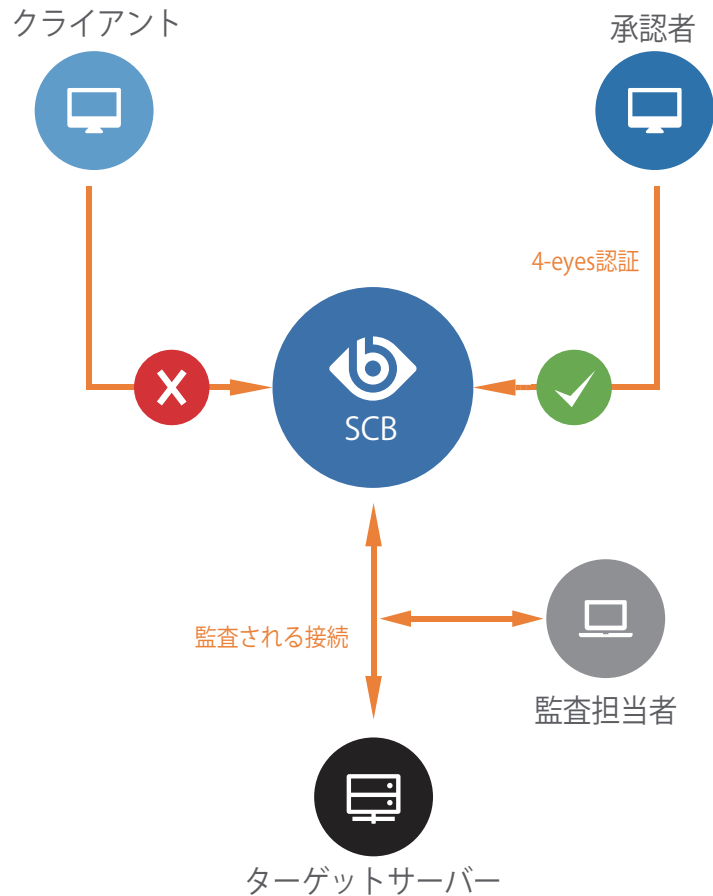 クライアント
承認者
4-eyes認証
SCB
監査される接続
監査担当者
ターゲットサーバー